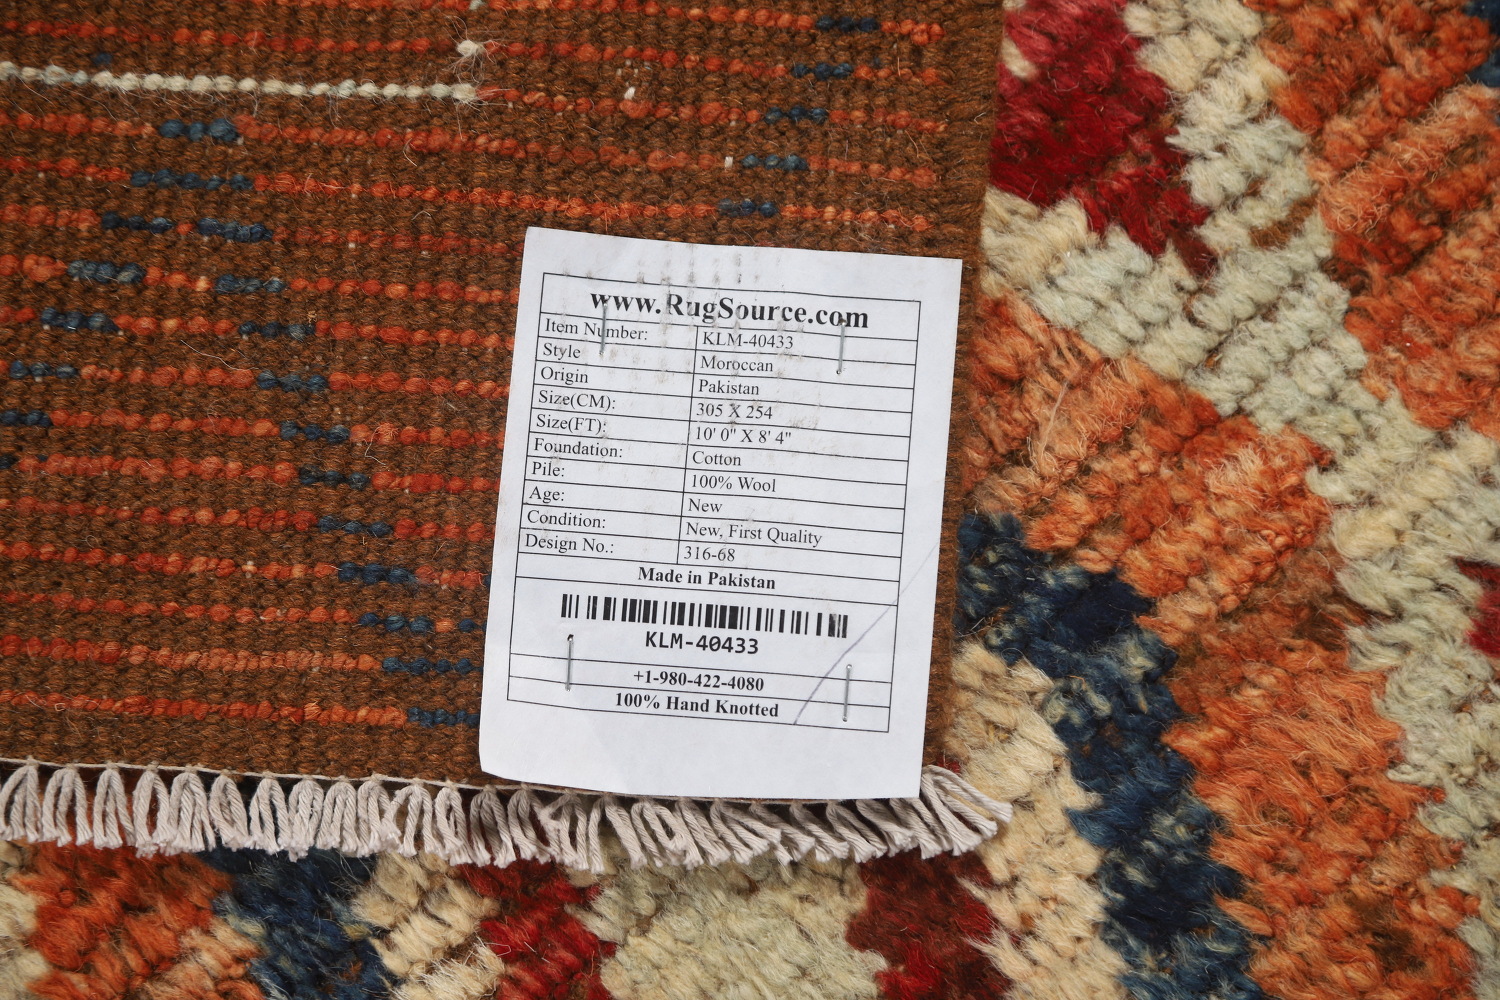 www.RugSource.com
Item Number: KLM-40433
Style Moroccan
Origin Pakistan
Size(CM): 305 X 254
Size(FT): 10' 0" X 8' 4"
Foundation: Cotton
Pile: 100% Wool
Age: New
Condition: New, First Quality
Design No.: 316-68
Made in Pakistan
KLM-40433
+1-980-422-4080
100% Hand Knotted